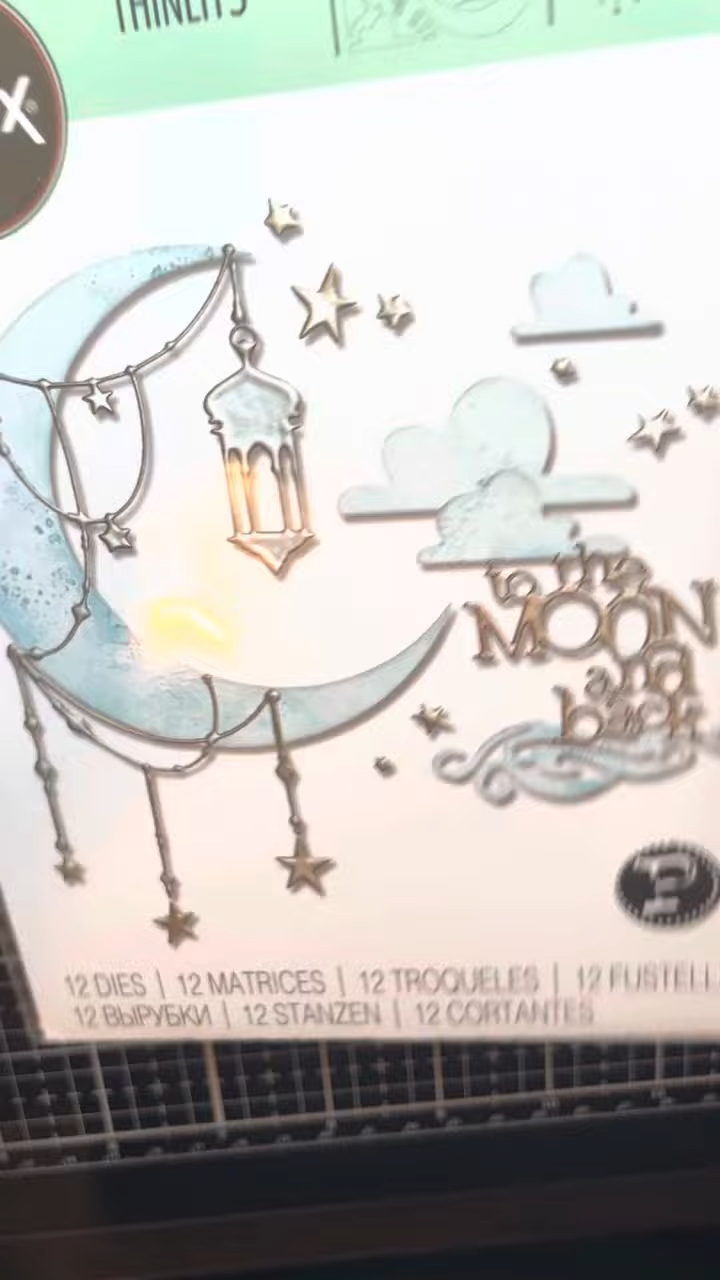 THINLITS
X
to the
MOON
and
back
12 DIES | 12 MATRICES | 12 TROQUELES | 12 FUSTELL
12 ВЫРУБКИ | 12 STANZEN | 12 CORTANTES